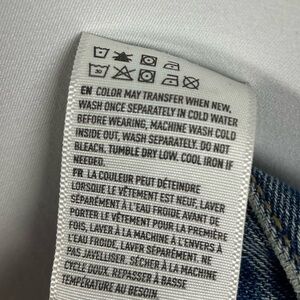 EN COLOR MAY TRANSFER WHEN NEW,
WASH ONCE SEPARATELY IN COLD WATER
BEFORE WEARING, MACHINE WASH COLD
INSIDE OUT, WASH SEPARATELY. DO NOT
BLEACH. TUMBLE DRY LOW. COOL IRON IF
NEEDED.
FR LA COULEUR PEUT DÉTEINDRE
LORSQUE LE VÊTEMENT EST NEUF, LAVER
SÉPARÉMENT À L'EAU FROIDE AVANT DE
PORTER LE VÊTEMENT POUR LA PREMIÈRE
FOIS, LAVER À LA MACHINE À L'ENVERS À
L'EAU FROIDE, LAVER SÉPARÉMENT. NE
PAS JAVELLISER. SÉCHER À LA MACHINE
CYCLE DOUX. REPASSER À BASSE
TEMPÉRATURE AU BESOIN.